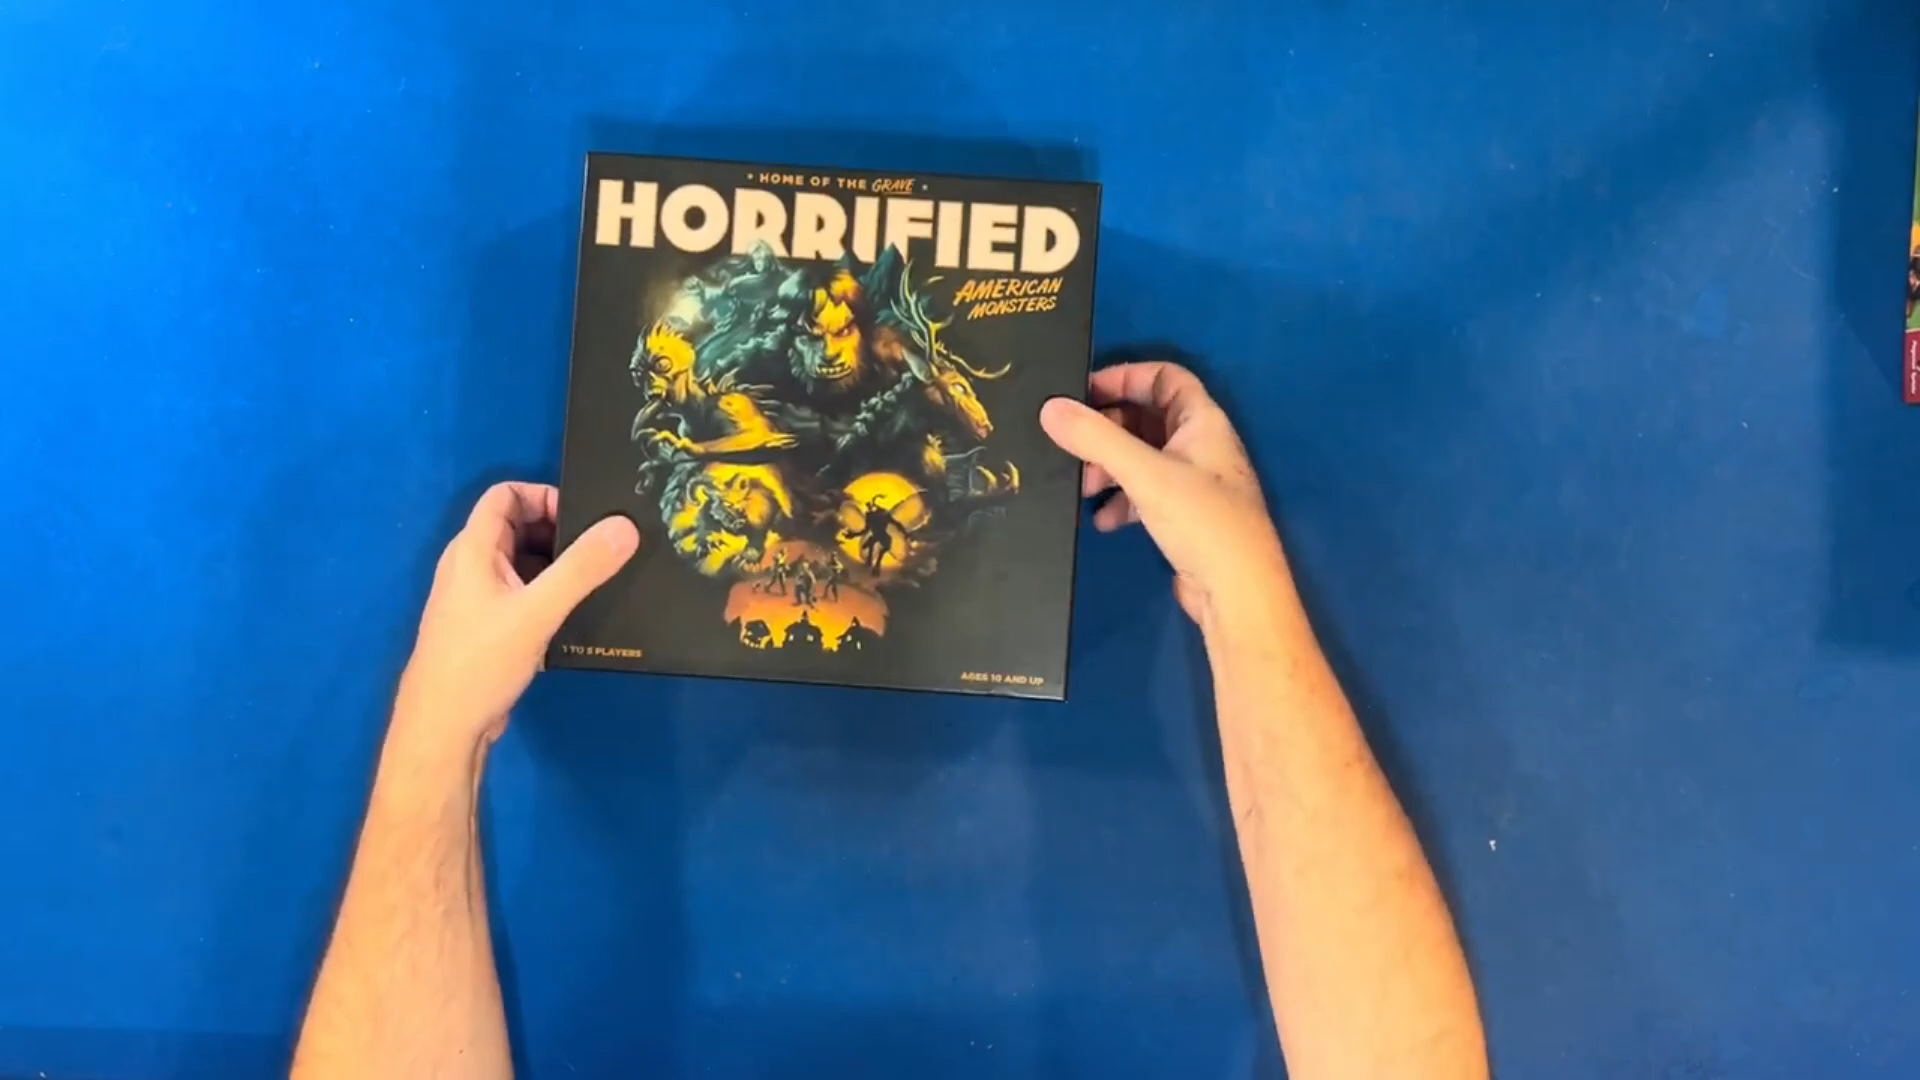 HOME OF THE GRAVE
HORRIFIED
AMERICAN
MONSTERS
1 TO 5 PLAYERS
AGES 10 AND UP